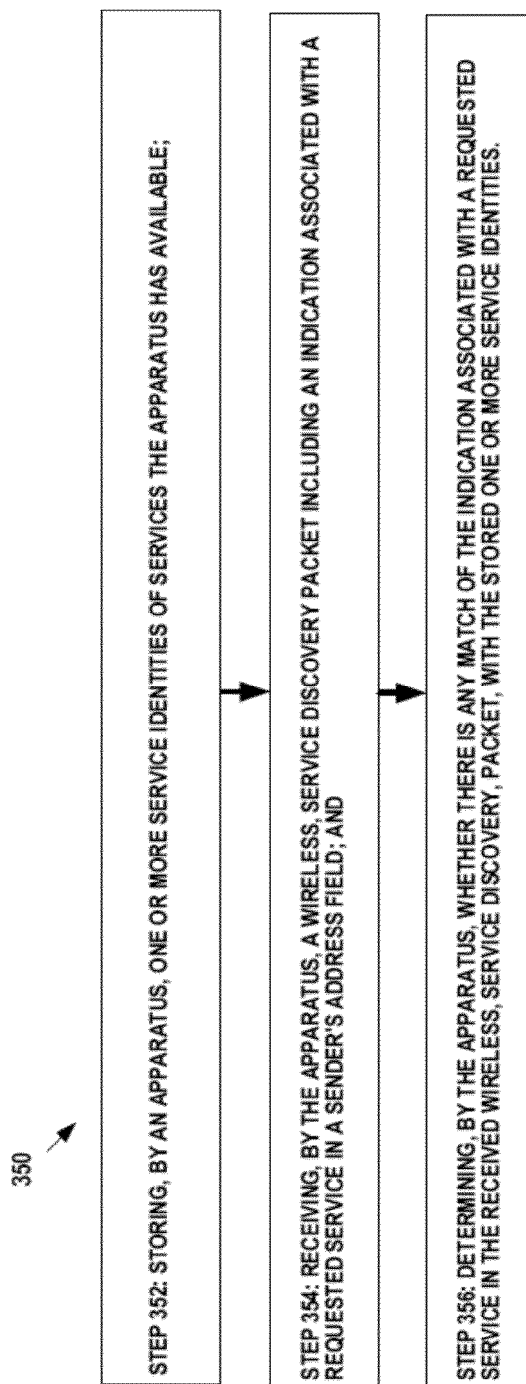 350
STEP 352: STORING, BY AN APPARATUS, ONE OR MORE SERVICE IDENTITIES OF SERVICES THE APPARATUS HAS AVAILABLE;
STEP 354: RECEIVING, BY THE APPARATUS, A WIRELESS, SERVICE DISCOVERY PACKET INCLUDING AN INDICATION ASSOCIATED WITH A
REQUESTED SERVICE IN A SENDER'S ADDRESS FIELD; AND
STEP 356: DETERMINING, BY THE APPARATUS, WHETHER THERE IS ANY MATCH OF THE INDICATION ASSOCIATED WITH A REQUESTED
SERVICE IN THE RECEIVED WIRELESS, SERVICE DISCOVERY, PACKET, WITH THE STORED ONE OR MORE SERVICE IDENTITIES.